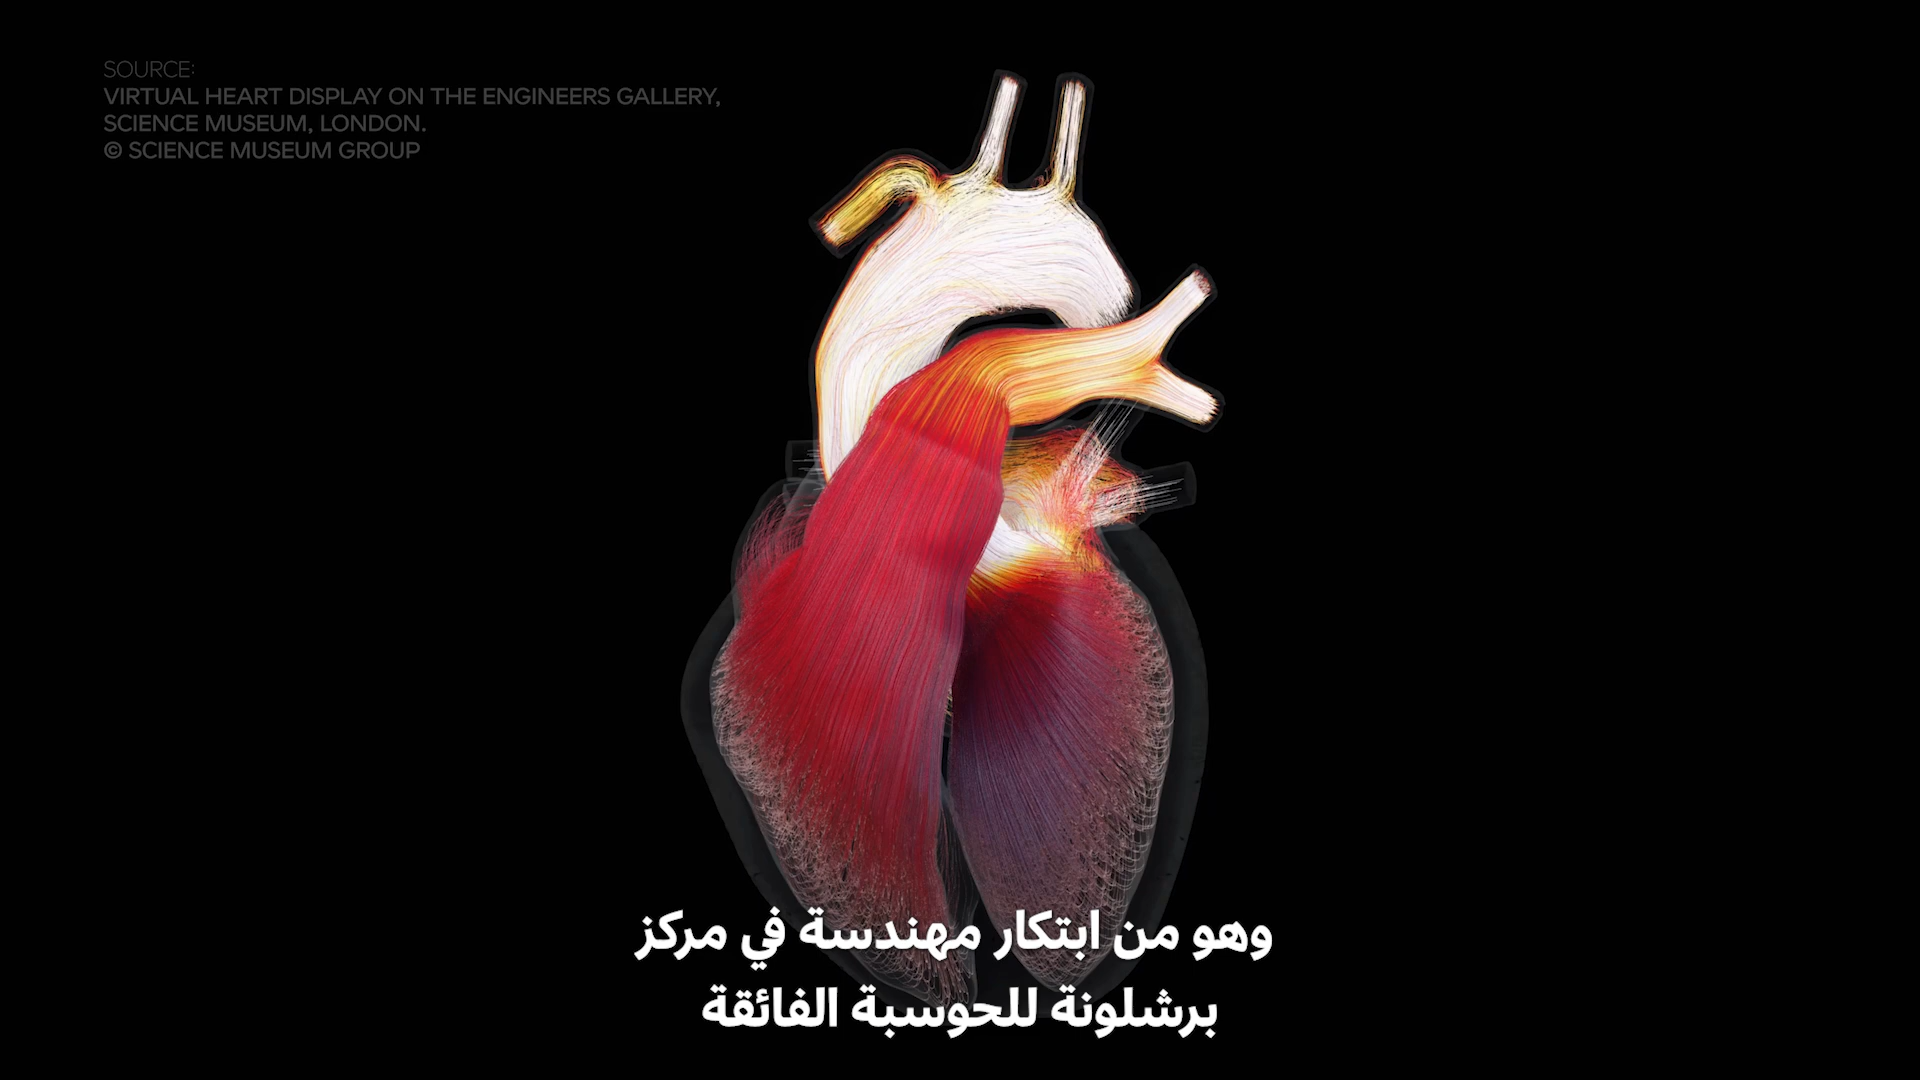 SOURCE:
VIRTUAL HEART DISPLAY ON THE ENGINEERS GALLERY,
SCIENCE MUSEUM, LONDON.
© SCIENCE MUSEUM GROUP
وهو من ابتكار مهندسة في مركز
برشلونة للحوسبة الفائقة